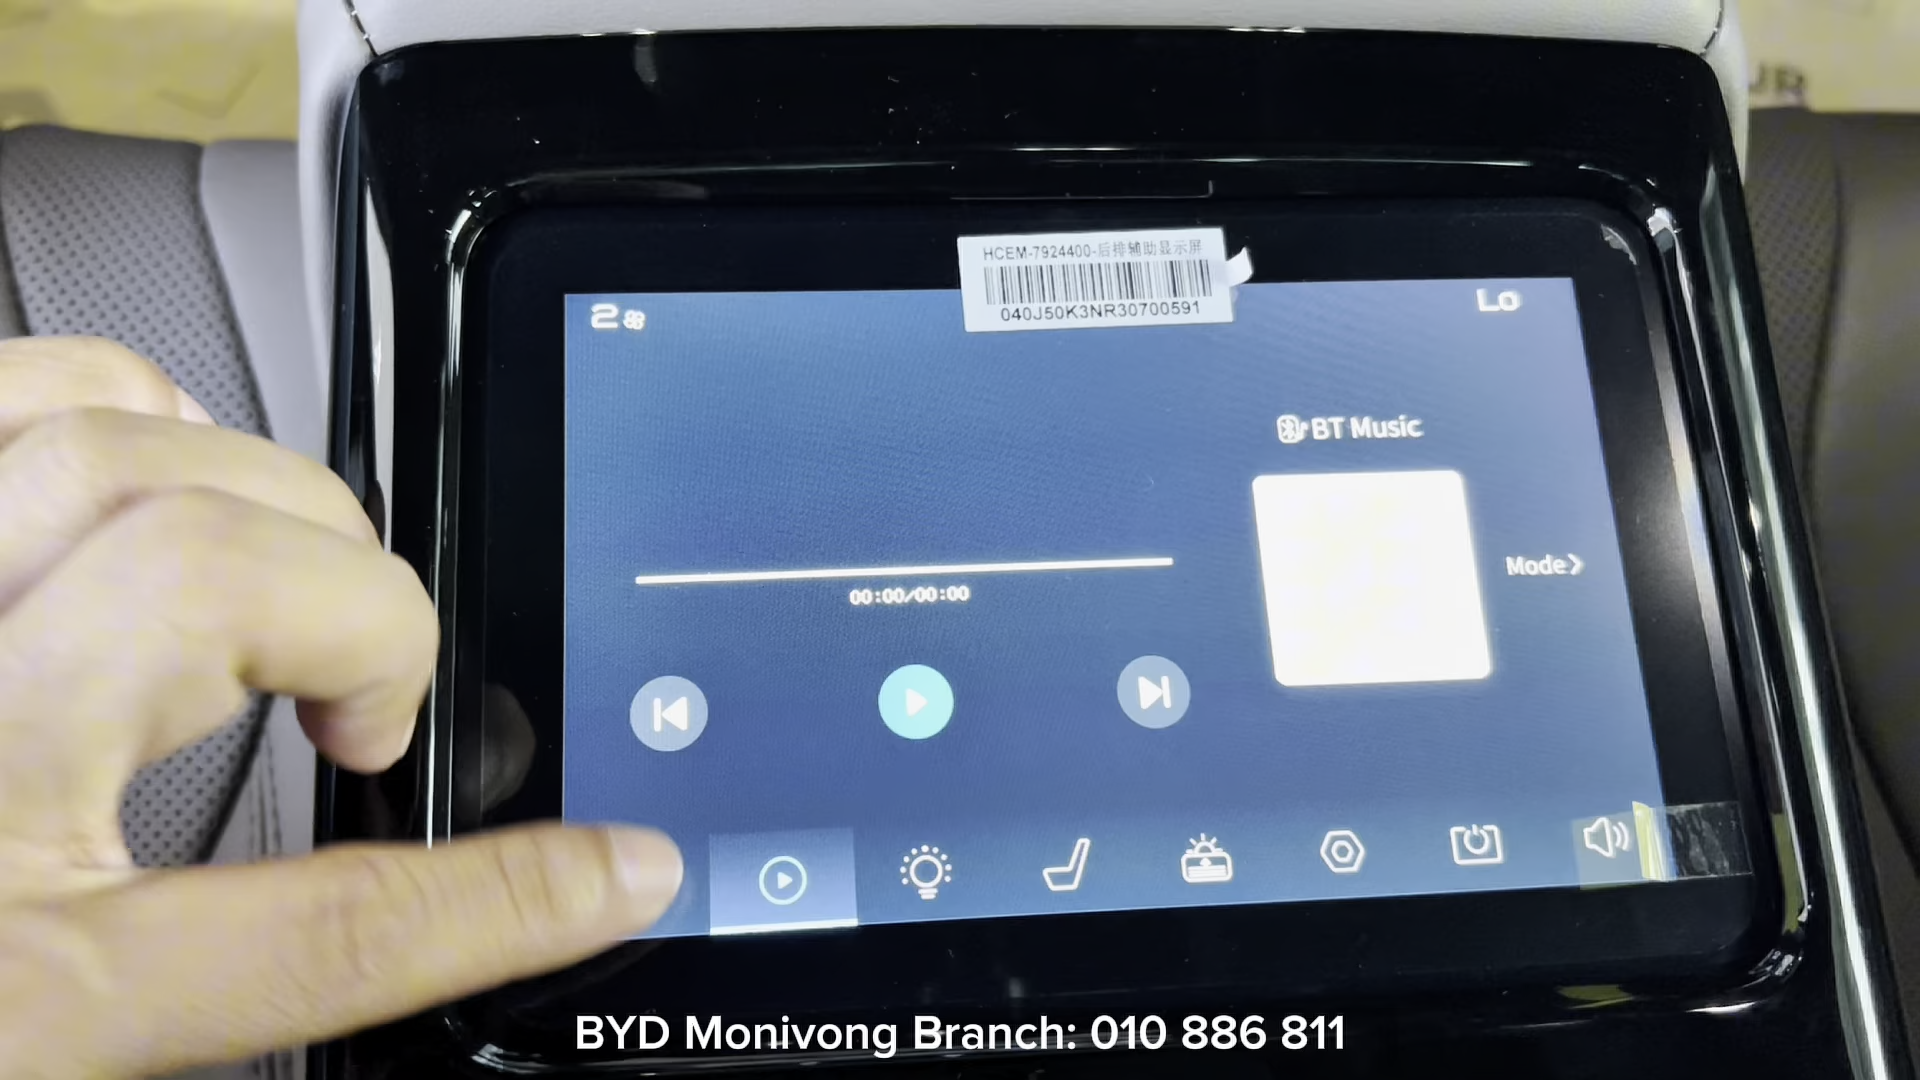 HCEM-7924400-后排辅助显示屏
040J50K3NR30700591
2
Lo
BT Music
00:00/00:00
Mode
BYD Monivong Branch: 010 886 811